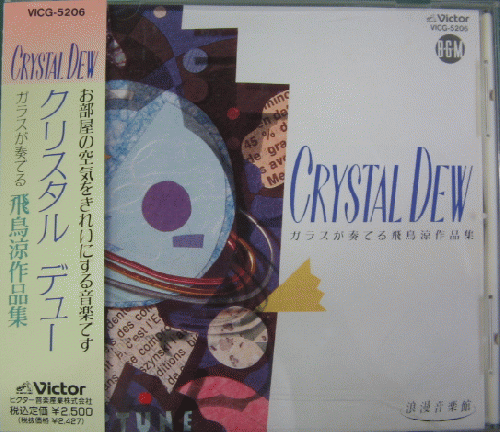 VICG-5206
CRYSTAL DEW
クリスタル デュー
ガラスが奏でる 飛鳥涼作品集
お部屋の空気をきれいにする音楽です
Victor
ビクター音楽産業株式会社
税込定価 ¥2,500
(税抜価格 ¥2,427)
Victor
VICG-5206
B·G·M
CRYSTAL DEW
ガラスが奏でる飛鳥涼作品集
45 %
de
Me
TUNE
浪漫音楽館